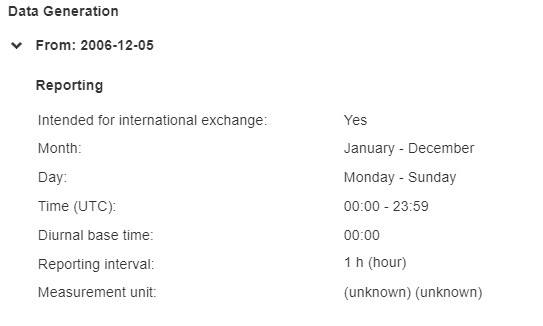 Data Generation
From: 2006-12-05
Reporting
Intended for international exchange: Yes
Month: January - December
Day: Monday - Sunday
Time (UTC): 00:00 - 23:59
Diurnal base time: 00:00
Reporting interval: 1 h (hour)
Measurement unit: (unknown) (unknown)